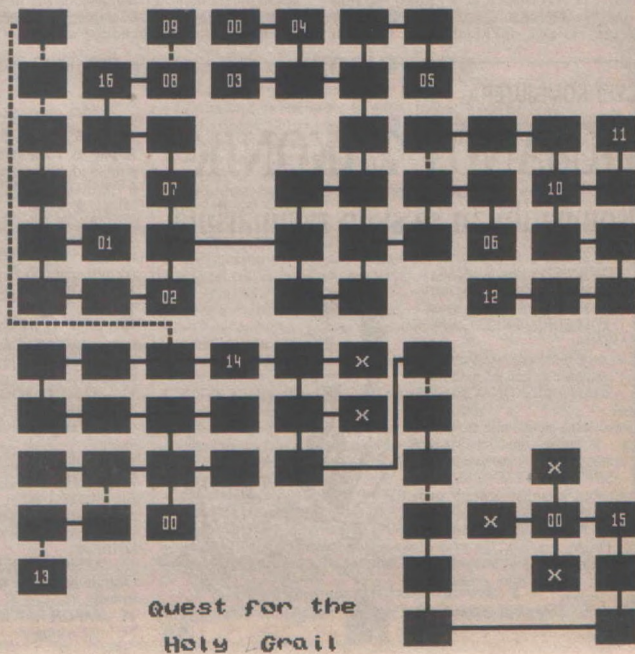 09 00 04
16 08 03 05
11
07 10
01 06
02 12
14 X X
X
X
00 X 00 15
13 X
Quest for the
Holy Grail